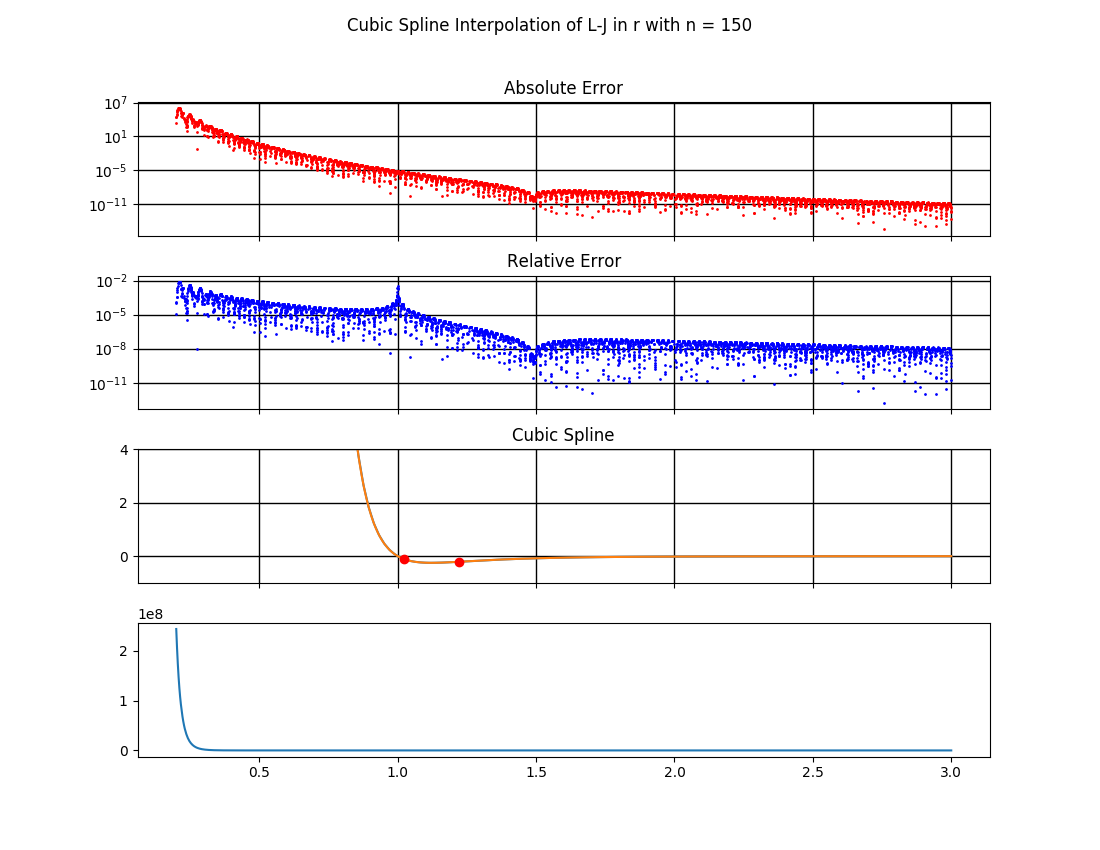 Cubic Spline Interpolation of L-J in r with n = 150
Absolute Error
10⁷
10¹
10⁻⁵
10⁻¹¹
Relative Error
10⁻²
10⁻⁵
10⁻⁸
10⁻¹¹
Cubic Spline
4
2
0
1e8
2
1
0
0.5 1.0 1.5 2.0 2.5 3.0